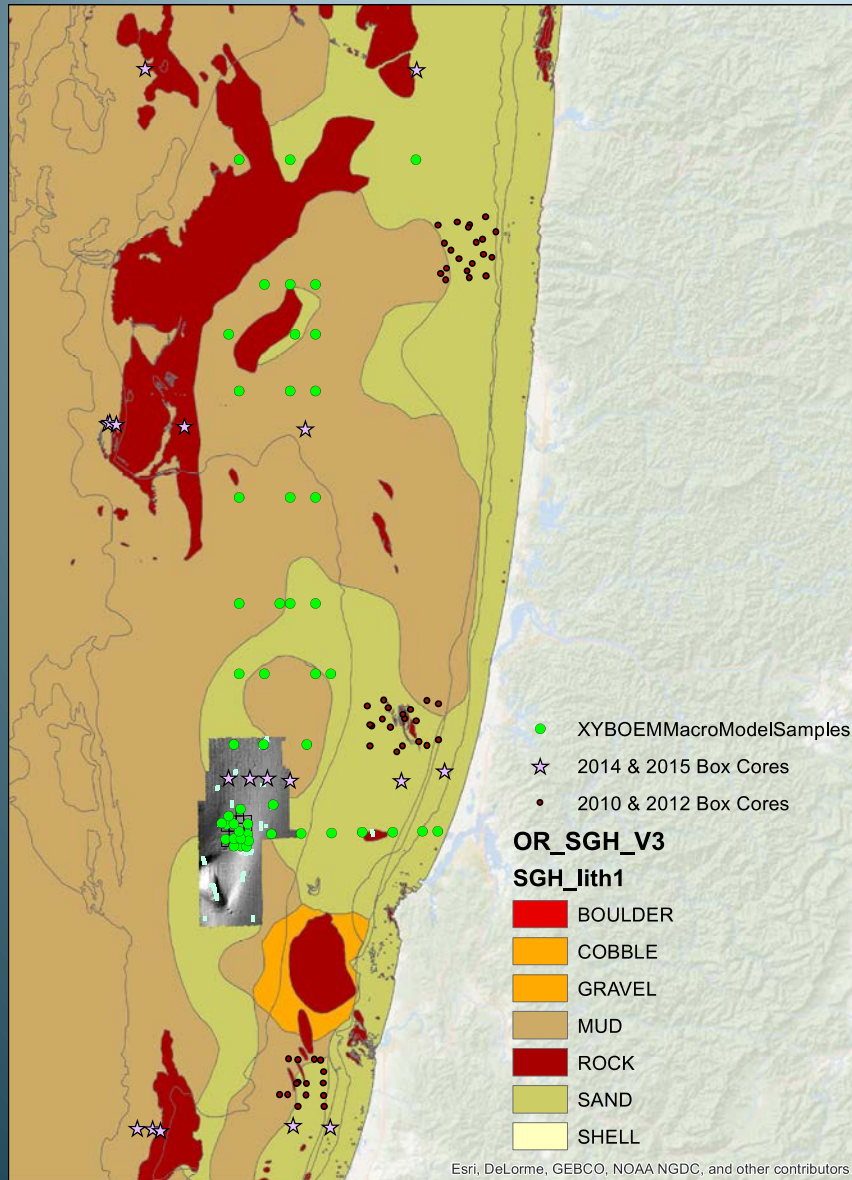 XYBOEMMacroModelSamples
2014 & 2015 Box Cores
2010 & 2012 Box Cores
OR_SGH_V3
SGH_lith1
BOULDER
COBBLE
GRAVEL
MUD
ROCK
SAND
SHELL
Esri, DeLorme, GEBCO, NOAA NGDC, and other contributors